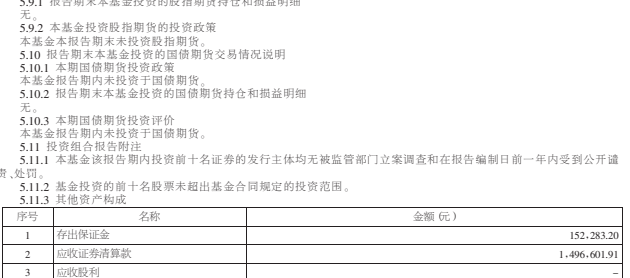 5.9.1 报告期末本基金投资的股指期货持仓和损益明细
无。
5.9.2 本基金投资股指期货的投资政策
本基金本报告期末未投资股指期货。
5.10 报告期末本基金投资的国债期货交易情况说明
5.10.1 本期国债期货投资政策
本基金报告期内未投资于国债期货。
5.10.2 报告期末本基金投资的国债期货持仓和损益明细
无。
5.10.3 本期国债期货投资评价
本基金报告期内未投资于国债期货。
5.11 投资组合报告附注
5.11.1 本基金该报告期内投资前十名证券的发行主体均无被监管部门立案调查和在报告编制日前一年内受到公开谴
责、处罚。
5.11.2 基金投资的前十名股票未超出基金合同规定的投资范围。
5.11.3 其他资产构成
序号 名称 金额(元)
1 存出保证金 152,283.20
2 应收证券清算款 1,496,601.91
3 应收股利 -